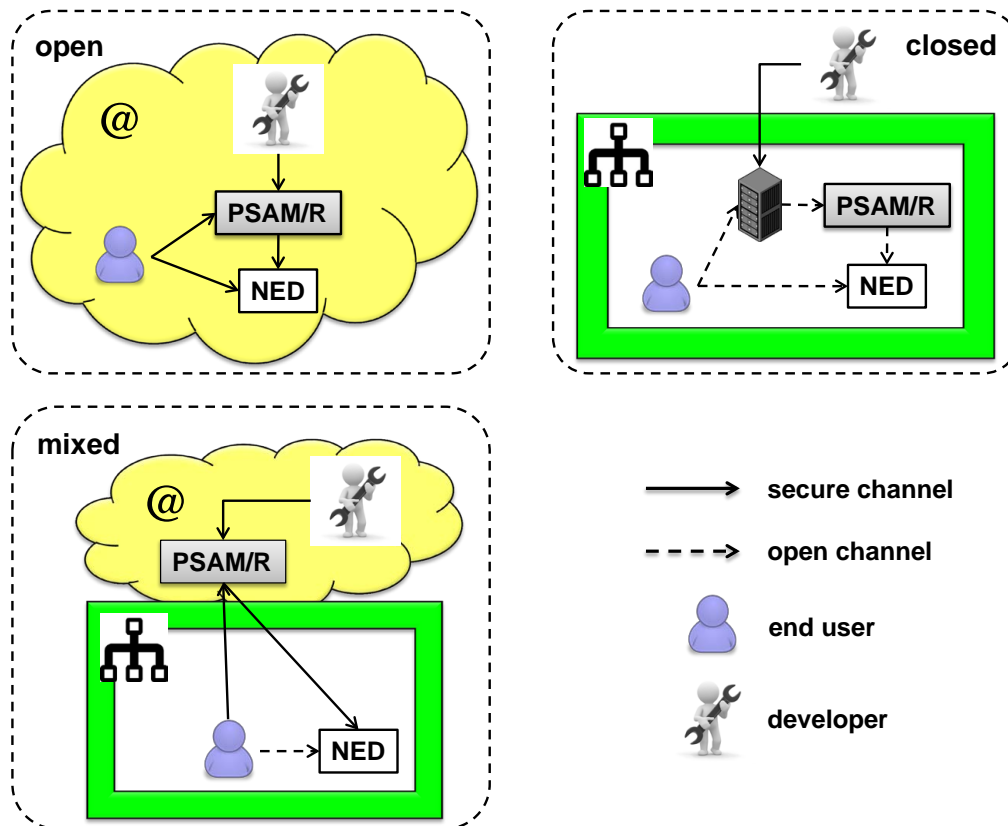 open
@
PSAM/R
NED
closed
PSAM/R
NED
mixed
@
PSAM/R
NED
secure channel
open channel
end user
developer